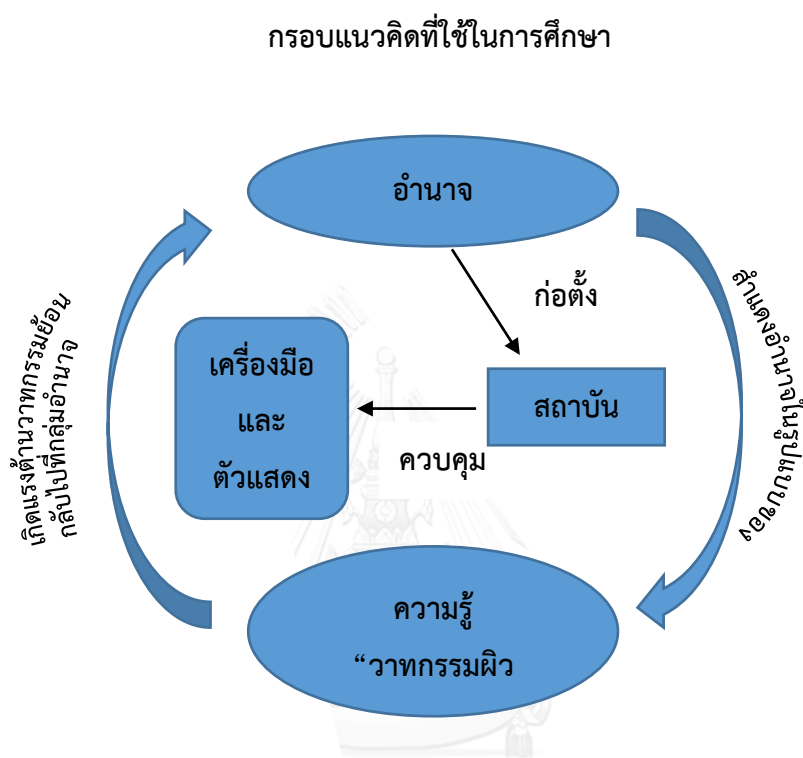 กรอบแนวคิดที่ใช้ในการศึกษา
อำนาจ
ก่อตั้ง
สำแดงอำนาจในรูปแบบของ
เกิดแรงต้านวาทกรรมย้อน
กลับไปที่กลุ่มอำนาจ
เครื่องมือ
และ
ตัวแสดง
สถาบัน
ควบคุม
ความรู้
“วาทกรรมผิว